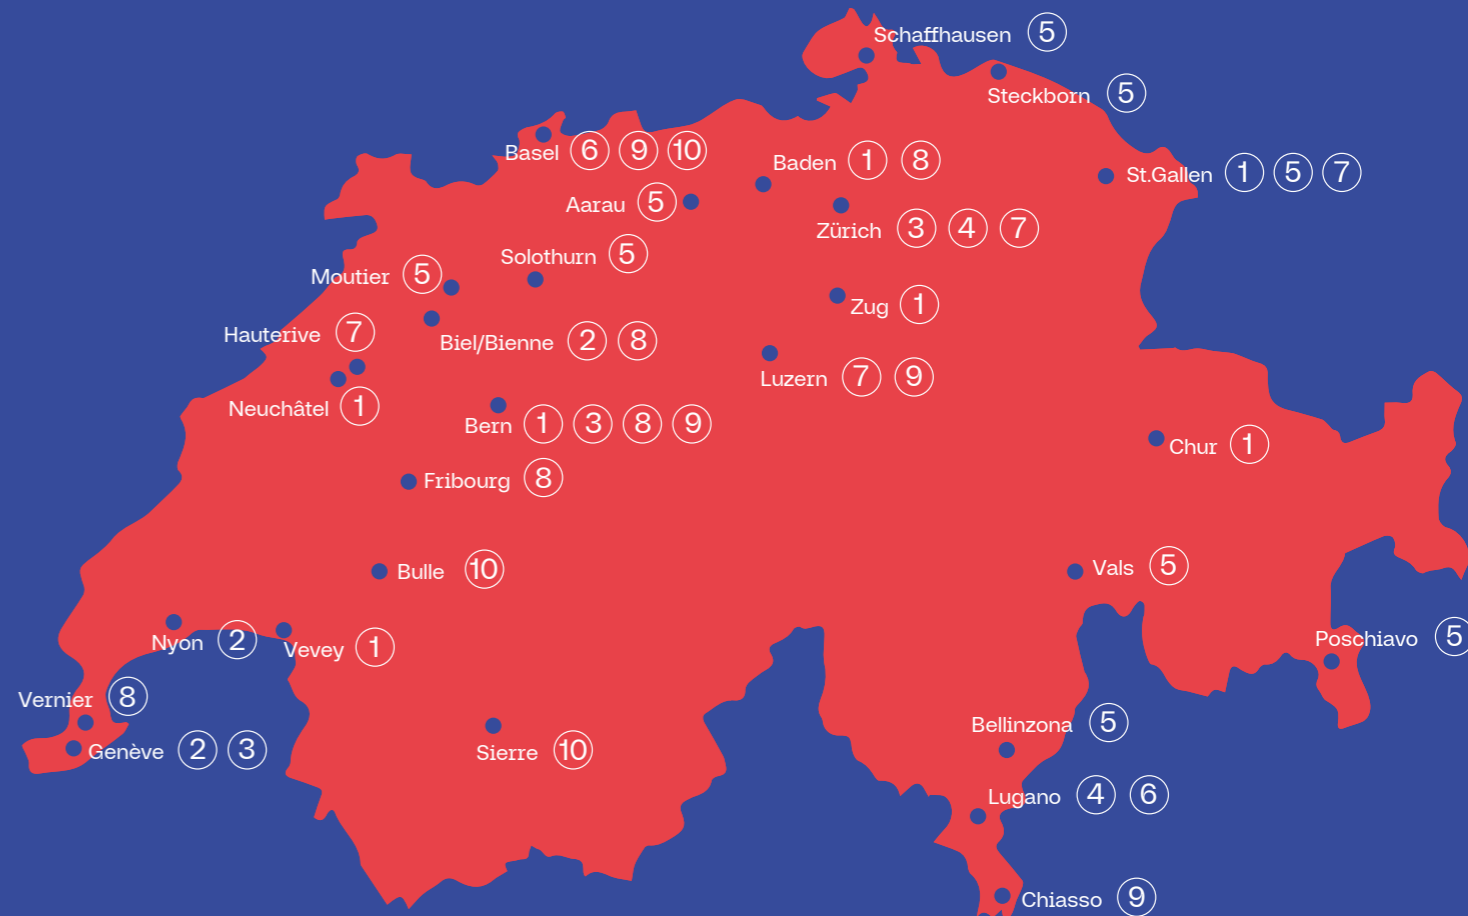 Schaffhausen 5
Steckborn 5
Basel 6 9 10
Baden 1 8
St.Gallen 1 5 7
Aarau 5
Zürich 3 4 7
Solothurn 5
Moutier 5
Zug 1
Hauterive 7
Biel/Bienne 2 8
Luzern 7 9
Neuchâtel 1
Bern 1 3 8 9
Chur 1
Fribourg 8
Bulle 10
Vals 5
Nyon 2
Vevey 1
Poschiavo 5
Vernier 8
Bellinzona 5
Genève 2 3
Sierre 10
Lugano 4 6
Chiasso 9